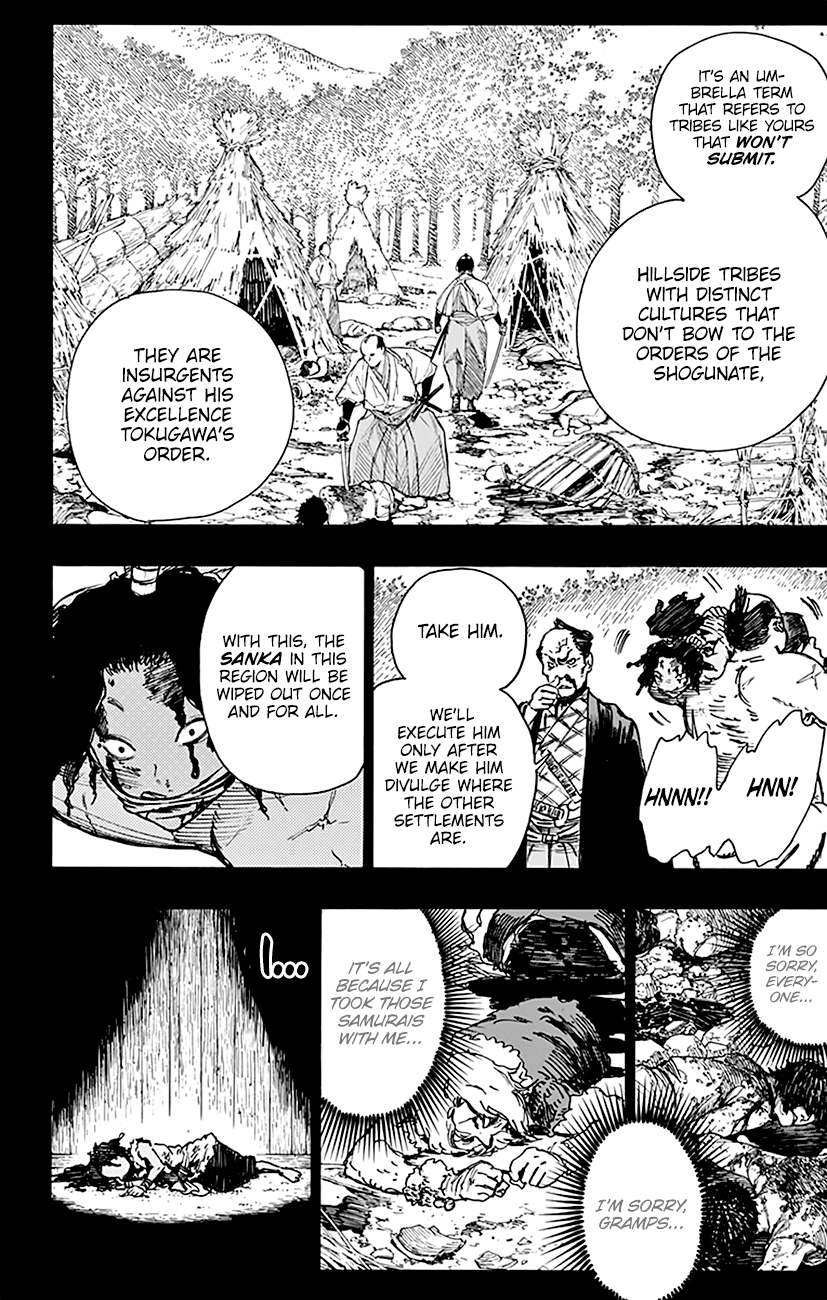 IT'S AN UM-
BRELLA TERM
THAT REFERS TO
TRIBES LIKE YOURS
THAT WON'T
SUBMIT.
HILLSIDE TRIBES
WITH DISTINCT
CULTURES THAT
DON'T BOW TO THE
ORDERS OF THE
SHOGUNATE,
THEY ARE
INSURGENTS
AGAINST HIS
EXCELLENCE
TOKUGAWA'S
ORDER.
HNN!
HNNN!!
TAKE HIM.
WE'LL
EXECUTE HIM
ONLY AFTER
WE MAKE HIM
DIVULGE WHERE
THE OTHER
SETTLEMENTS
ARE.
WITH THIS, THE
SANKA IN THIS
REGION WILL BE
WIPED OUT ONCE
AND FOR ALL.
I'M SO
SORRY,
EVERY-
ONE...
I'M SORRY,
GRAMPS...
IT'S ALL
BECAUSE I
TOOK THOSE
SAMURAIS
WITH ME...
I...